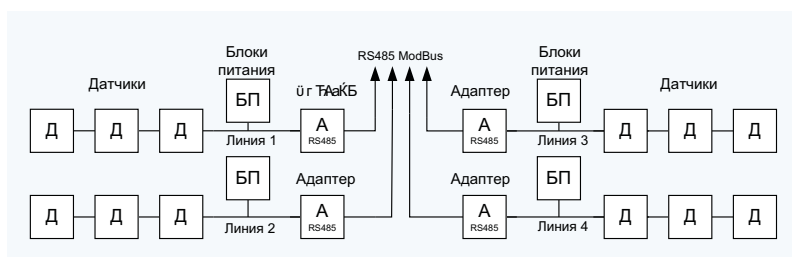 Блоки
питания
RS485 ModBus
Блоки
питания
Датчики
Адаптер
Датчики
БП
БП
Д Д Д
А
RS485
А
RS485
Д Д Д
Линия 1
Линия 3
БП
Адаптер
Адаптер
БП
Д Д Д
А
RS485
А
RS485
Д Д Д
Линия 2
Линия 4